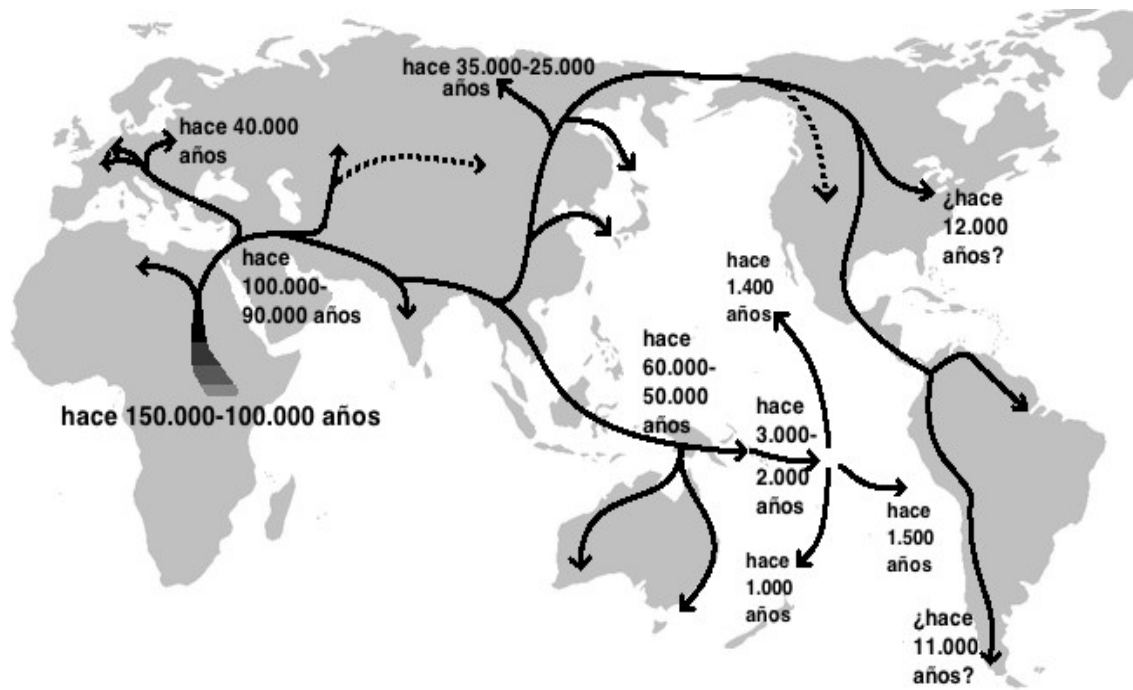 hace 35.000-25.000
años
hace 40.000
años
¿hace
12.000
años?
hace
100.000-
90.000 años
hace
1.400
años
hace
60.000-
50.000
años
hace 150.000-100.000 años
hace
3.000-
2.000
años
hace
1.500
años
hace
1.000
años
¿hace
11.000
años?